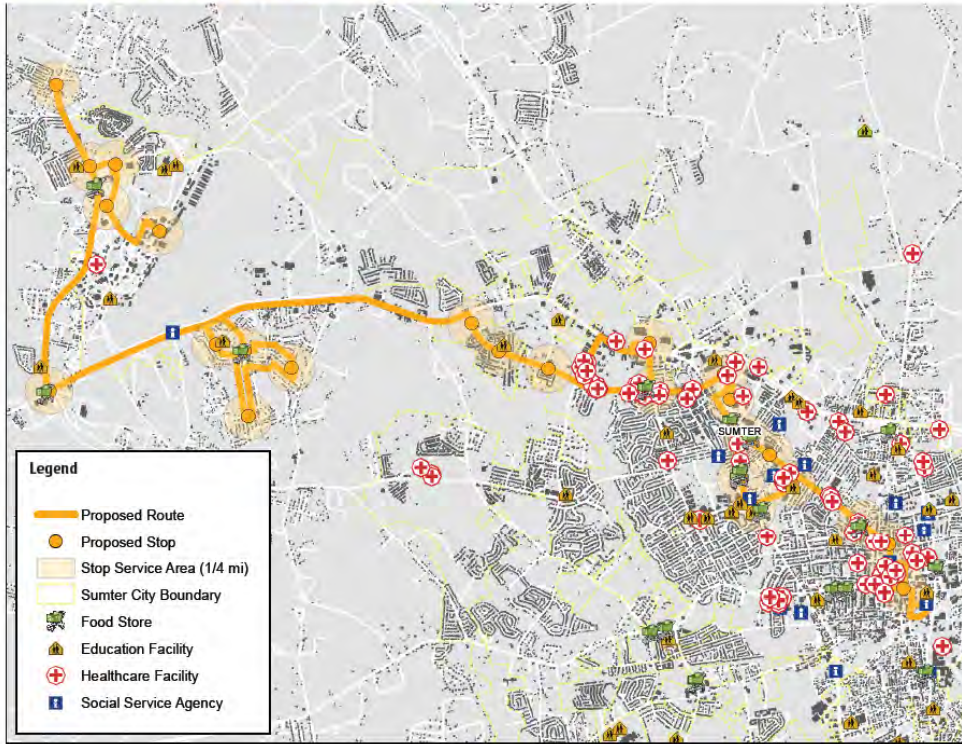 SUMTER
Legend
Proposed Route
Proposed Stop
Stop Service Area (1/4 mi)
Sumter City Boundary
Food Store
Education Facility
Healthcare Facility
Social Service Agency